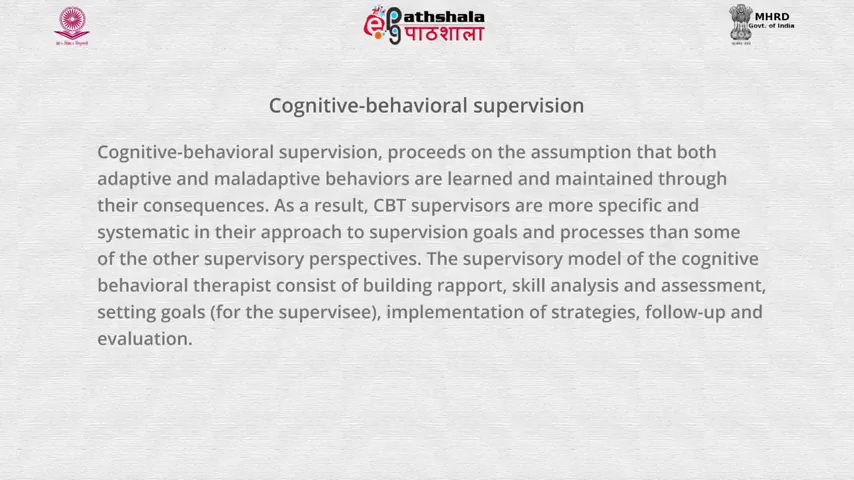 Pathshala
पाठशाला
MHRD
Govt. of India
Cognitive-behavioral supervision
Cognitive-behavioral supervision, proceeds on the assumption that both
adaptive and maladaptive behaviors are learned and maintained through
their consequences. As a result, CBT supervisors are more specific and
systematic in their approach to supervision goals and processes than some
of the other supervisory perspectives. The supervisory model of the cognitive
behavioral therapist consist of building rapport, skill analysis and assessment,
setting goals (for the supervisee), implementation of strategies, follow-up and
evaluation.